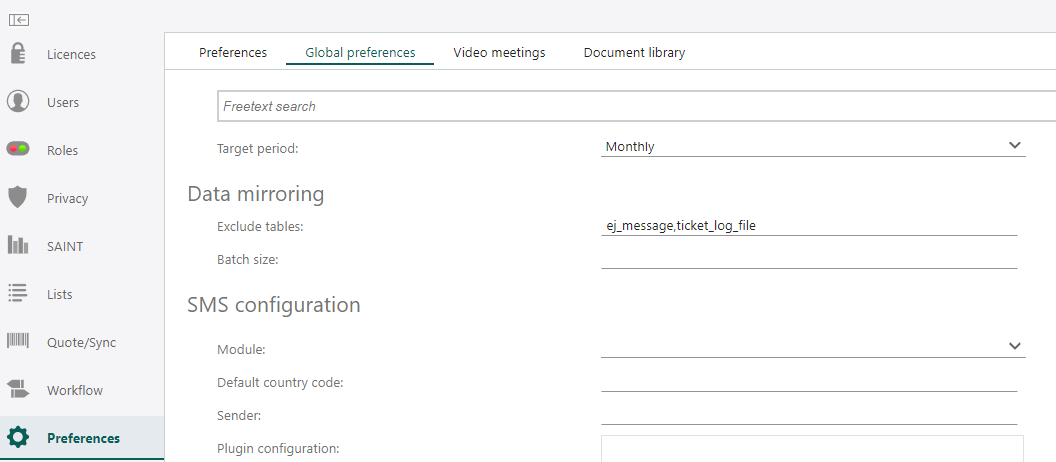 Licences
Users
Roles
Privacy
SAINT
Lists
Quote/Sync
Workflow
Preferences
Preferences Global preferences Video meetings Document library
Freetext search
Target period: Monthly
Data mirroring
Exclude tables: ej_message,ticket_log_file
Batch size:
SMS configuration
Module:
Default country code:
Sender:
Plugin configuration: